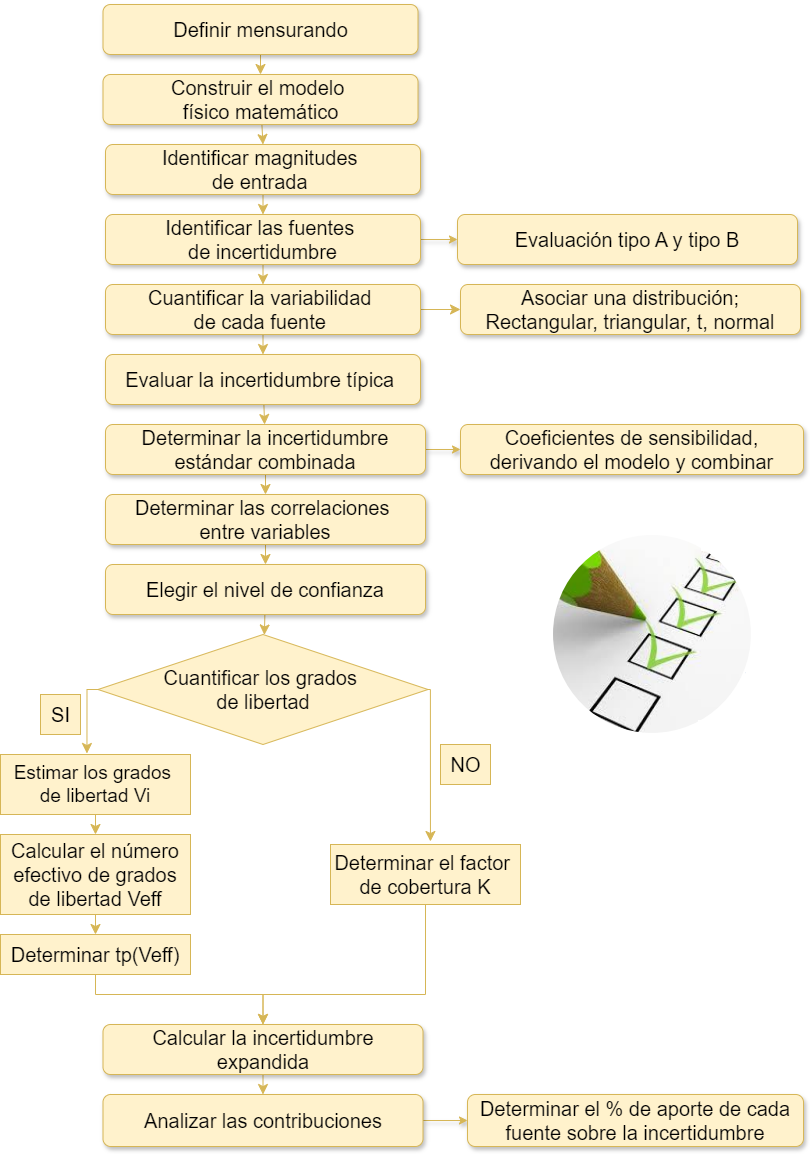 Definir mensurando
Construir el modelo
físico matemático
Identificar magnitudes
de entrada
Identificar las fuentes
de incertidumbre
Evaluación tipo A y tipo B
Cuantificar la variabilidad
de cada fuente
Asociar una distribución;
Rectangular, triangular, t, normal
Evaluar la incertidumbre típica
Determinar la incertidumbre
estándar combinada
Coeficientes de sensibilidad,
derivando el modelo y combinar
Determinar las correlaciones
entre variables
Elegir el nivel de confianza
Cuantificar los grados
de libertad
SI
NO
Estimar los grados
de libertad Vi
Calcular el número
efectivo de grados
de libertad Veff
Determinar tp(Veff)
Determinar el factor
de cobertura K
Calcular la incertidumbre
expandida
Analizar las contribuciones
Determinar el % de aporte de cada
fuente sobre la incertidumbre